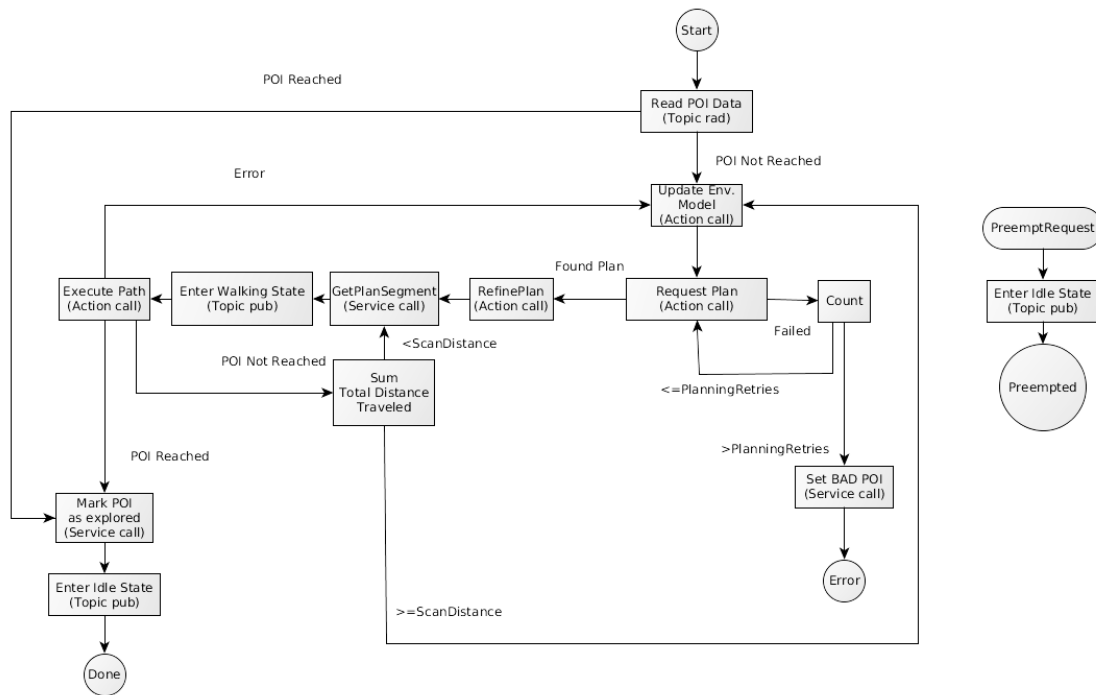 Start
POI Reached
Read POI Data
(Topic rad)
POI Not Reached
Error
Update Env.
Model
(Action call)
PreemptRequest
Found Plan
Execute Path
(Action call)
Enter Walking State
(Topic pub)
GetPlanSegment
(Service call)
RefinePlan
(Action call)
Request Plan
(Action call)
Count
Enter Idle State
(Topic pub)
Failed
<ScanDistance
POI Not Reached
Sum
Total Distance
Traveled
<=PlanningRetries
Preempted
POI Reached
>PlanningRetries
Set BAD POI
(Service call)
Mark POI
as explored
(Service call)
Error
Enter Idle State
(Topic pub)
>=ScanDistance
Done